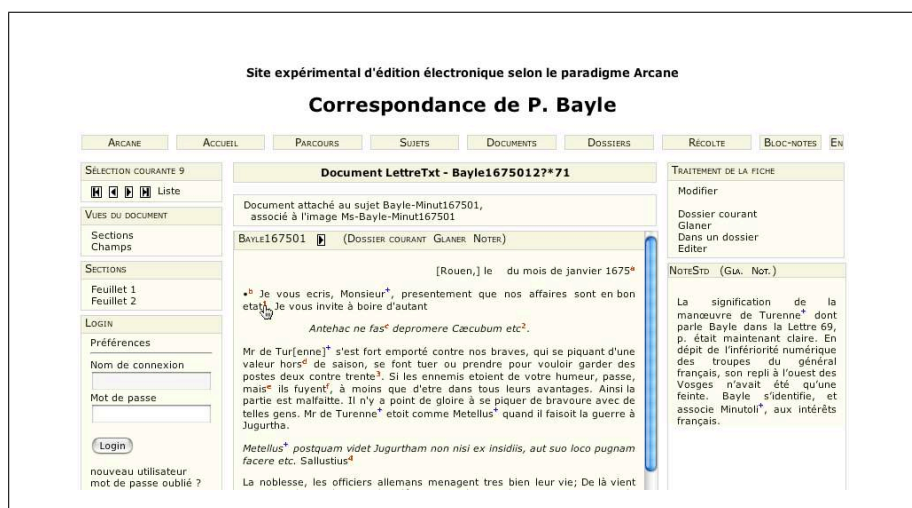 Site expérimental d'édition électronique selon le paradigme Arcane
Correspondance de P. Bayle
ARCANE ACCUEIL PARCOURS SUJETS DOCUMENTS DOSSIERS RÉCOLTE BLOC-NOTES EN
SÉLECTION COURANTE 9
Liste
VUES DU DOCUMENT
Sections
Champs
SECTIONS
Feuillet 1
Feuillet 2
LOGIN
Préférences
Nom de connexion
Mot de passe
Login
nouveau utilisateur
mot de passe oublié ?
Document LettreTxt - Bayle1675012?*71
Document attaché au sujet Bayle-Minut167501,
associé à l'image Ms-Bayle-Minut167501
BAYLE167501 (DOSSIER COURANT GLANER NOTER)
[Rouen,] le du mois de janvier 1675a
•b Je vous ecris, Monsieur+, presentement que nos affaires sont en bon
etat. Je vous invite à boire d'autant
Antehac ne fasc depromere Cæcubum etc2.
Mr de Tur[enne]+ s'est fort emporté contre nos braves, qui se piquant d'une
valeur horsd de saison, se font tuer ou prendre pour vouloir garder des
postes deux contre trente3. Si les ennemis etoient de votre humeur, passe,
maise ils fuyentf, à moins que d'etre dans tous leurs avantages. Ainsi la
partie est malfaitte. Il n'y a point de gloire à se piquer de bravoure avec de
telles gens. Mr de Turenne+ etoit comme Metellus+ quand il faisoit la guerre à
Jugurtha.
Metellus+ postquam videt Jugurtham non nisi ex insidiis, aut suo loco pugnam
facere etc. Sallustius4
La noblesse, les officiers allemans menagent tres bien leur vie; De là vient
TRAITEMENT DE LA FICHE
Modifier
Dossier courant
Glaner
Dans un dossier
Editer
NOTESTD (GLA. NOT.)
La signification de la
manœuvre de Turenne+ dont
parle Bayle dans la Lettre 69,
p. était maintenant claire. En
dépit de l'infériorité numérique
des troupes du général
français, son repli à l'ouest des
Vosges n'avait été qu'une
feinte. Bayle s'identifie, et
associe Minutoli+, aux intérêts
français.